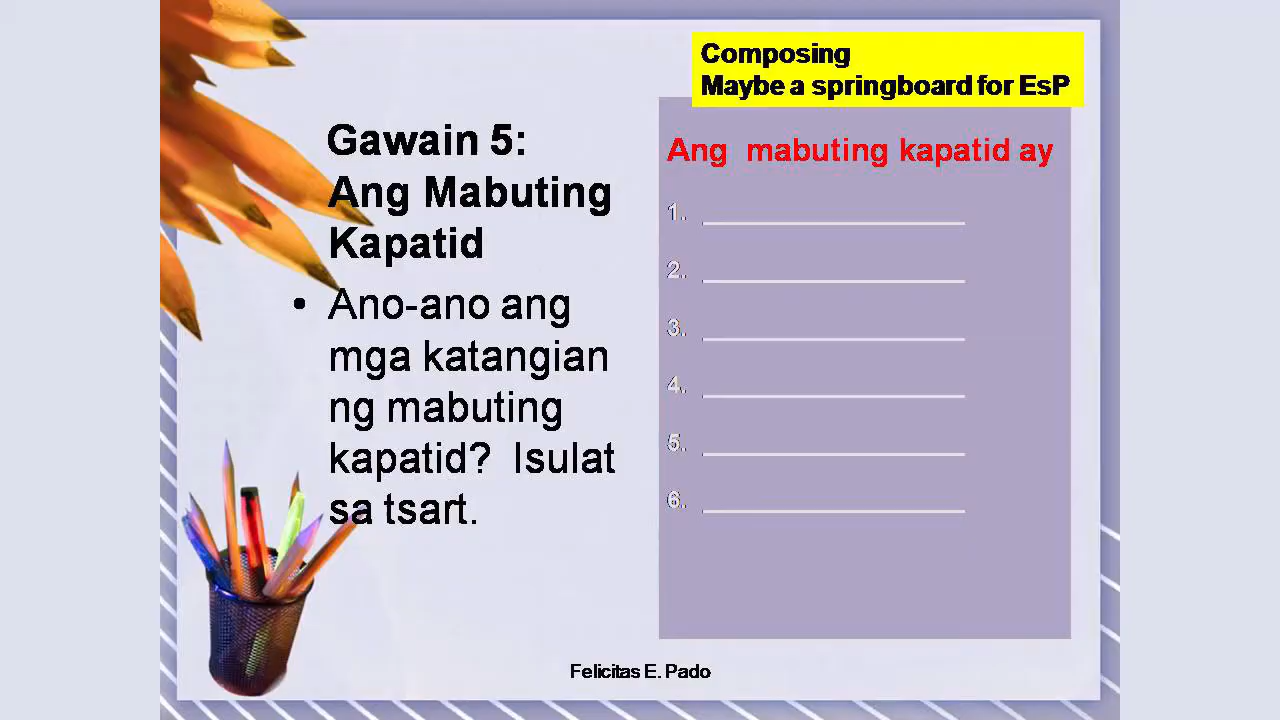 Composing
Maybe a springboard for EsP
Gawain 5:
Ang Mabuting
Kapatid
• Ano-ano ang
mga katangian
ng mabuting
kapatid? Isulat
sa tsart.
Ang mabuting kapatid ay
1. ____________________
2. ____________________
3. ____________________
4. ____________________
5. ____________________
6. ____________________
Felicitas E. Pado